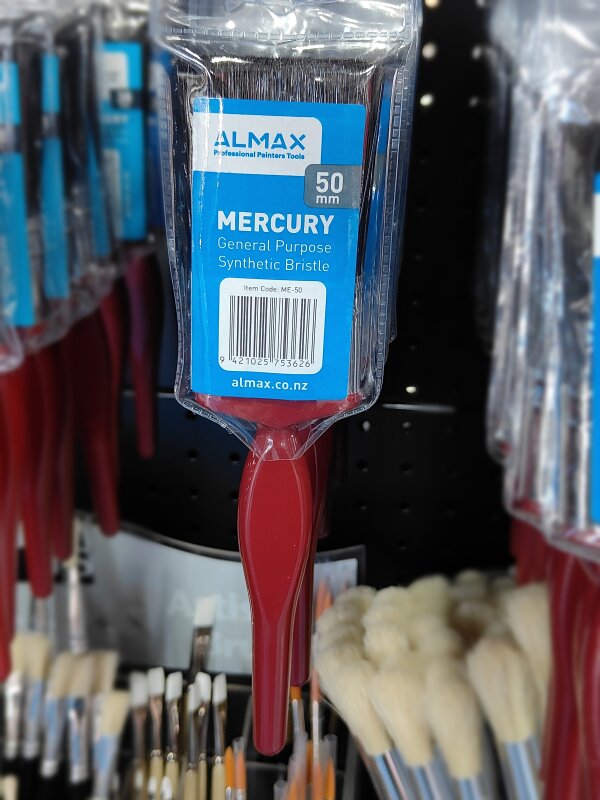 ALMAX
Professional Painters Tools
50
mm
MERCURY
General Purpose
Synthetic Bristle
Item Code: ME-50
9 421025 753626
almax.co.nz